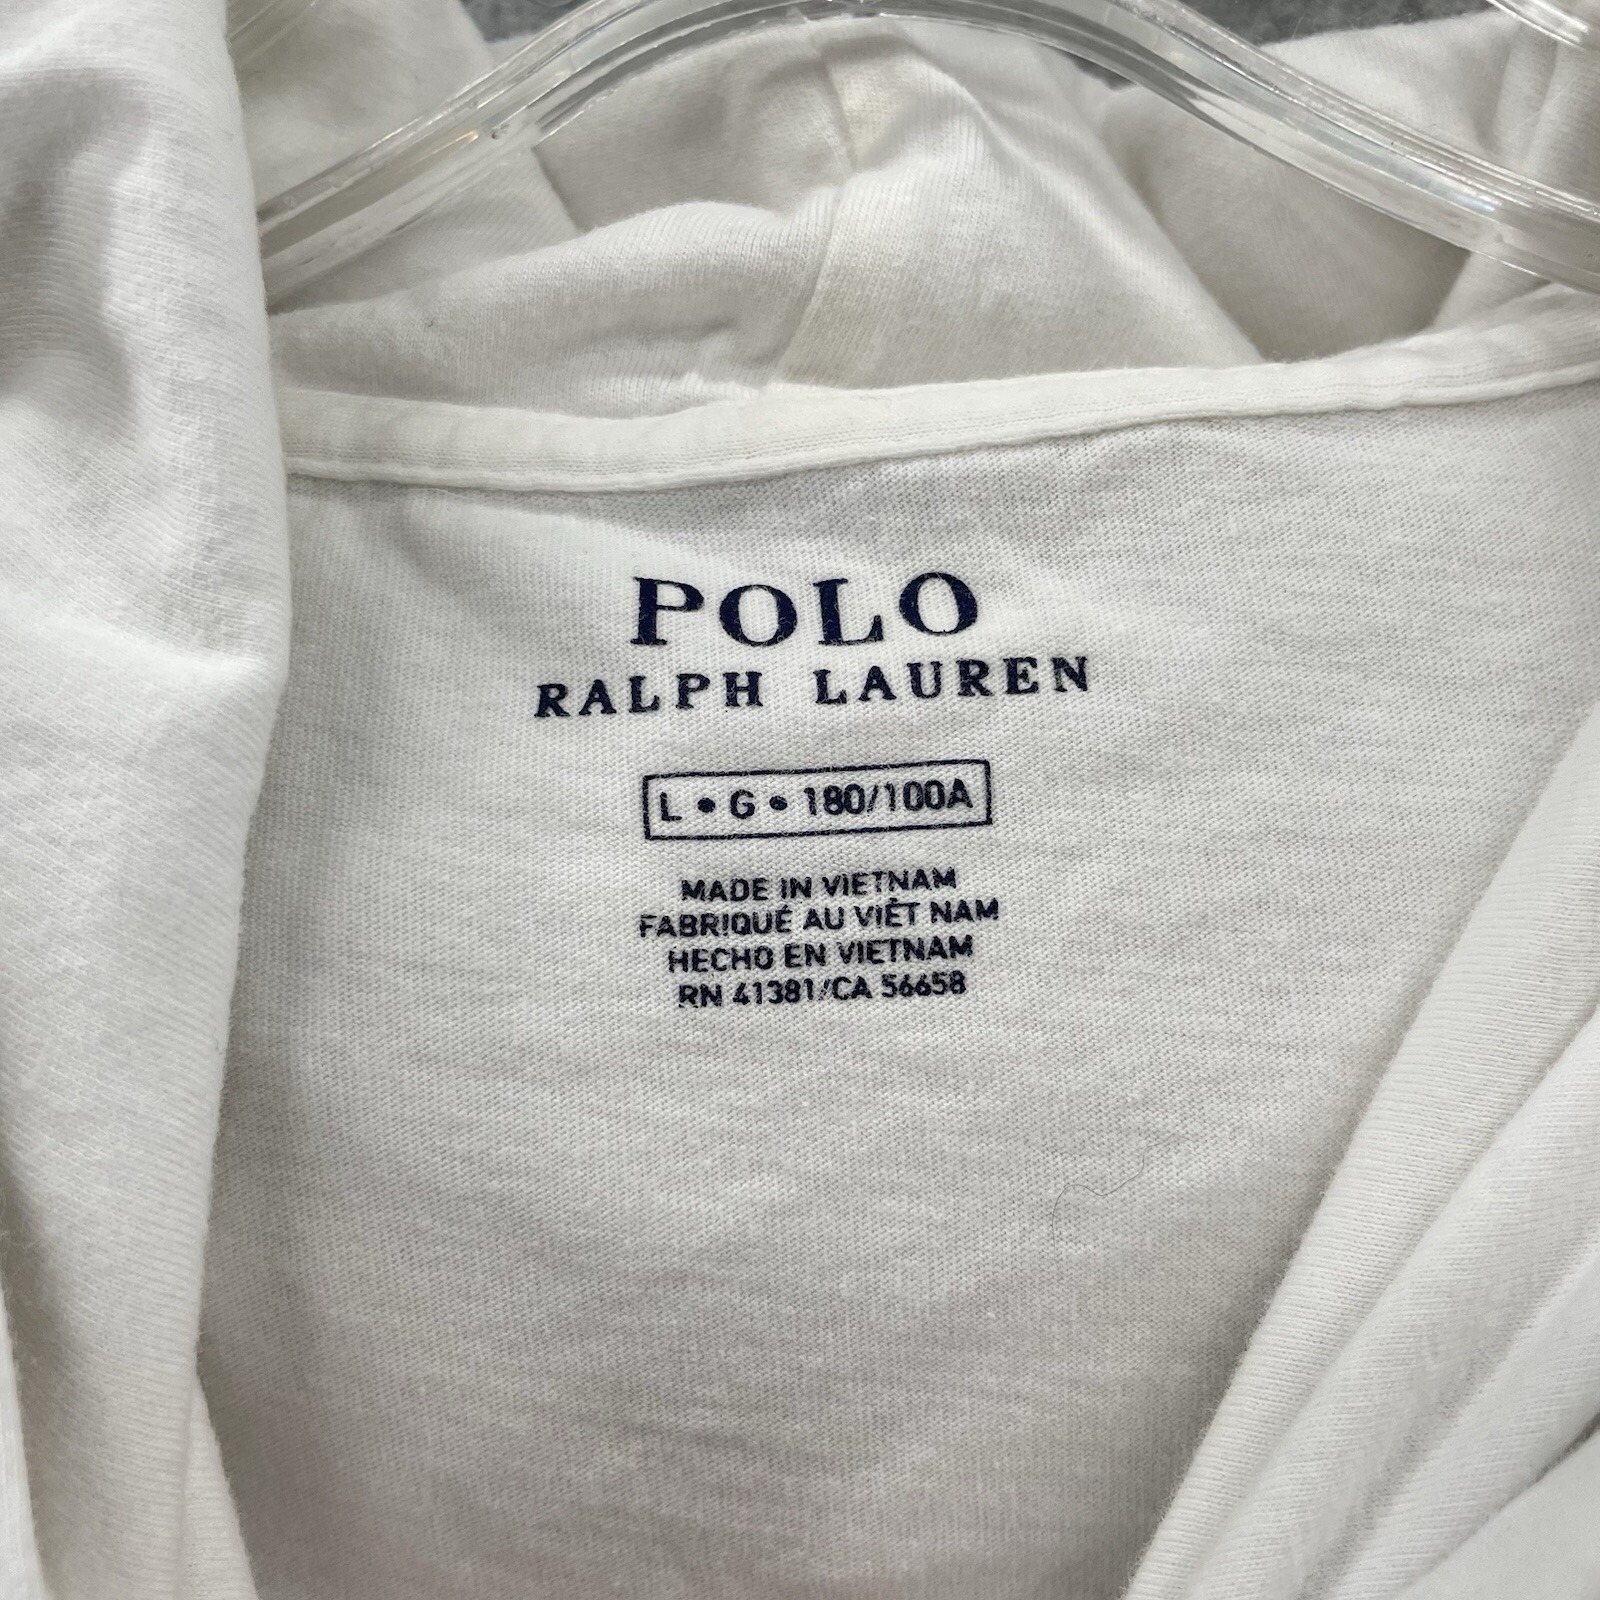 POLO
RALPH LAUREN
L • G • 180/100A
MADE IN VIETNAM
FABRIQUÉ AU VIÊT NAM
HECHO EN VIETNAM
RN 41381/CA 56658